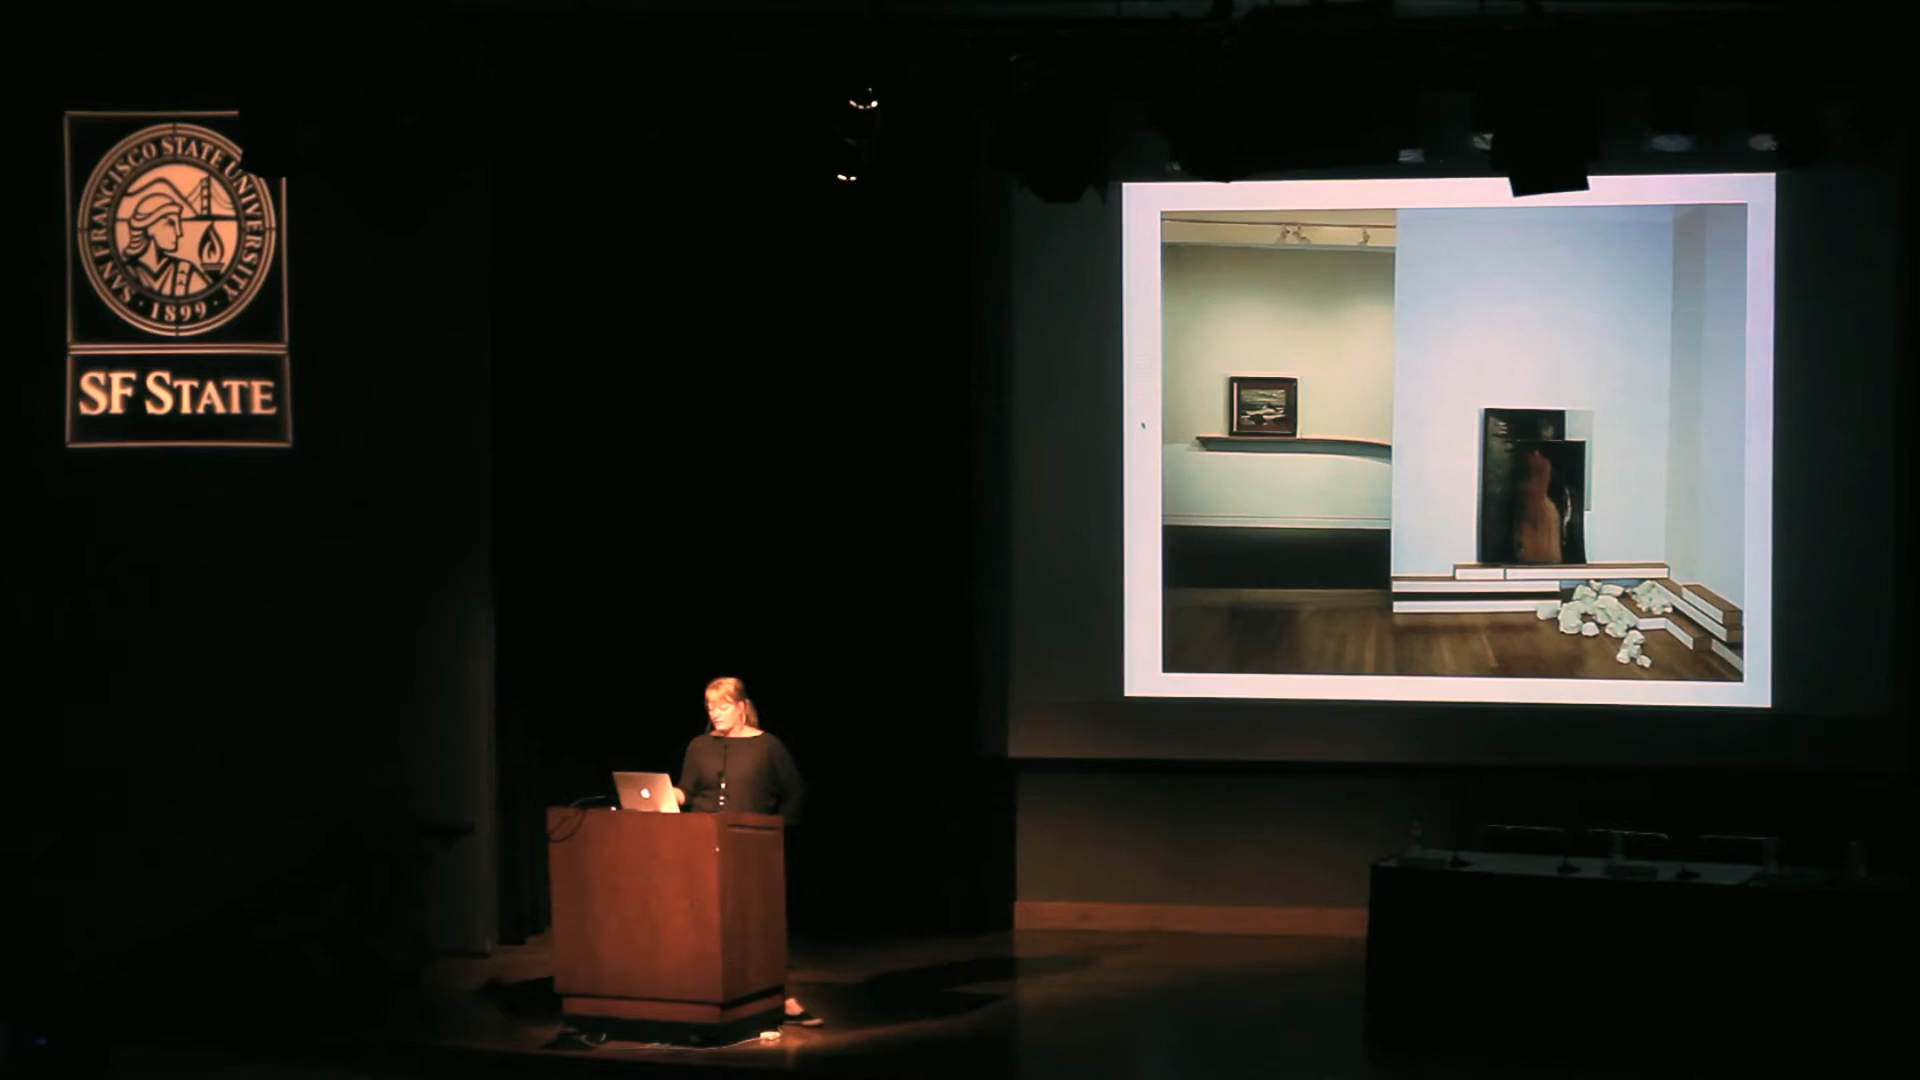 SAN FRANCISCO STATE UNIVERSITY
· 1899 ·
SF STATE